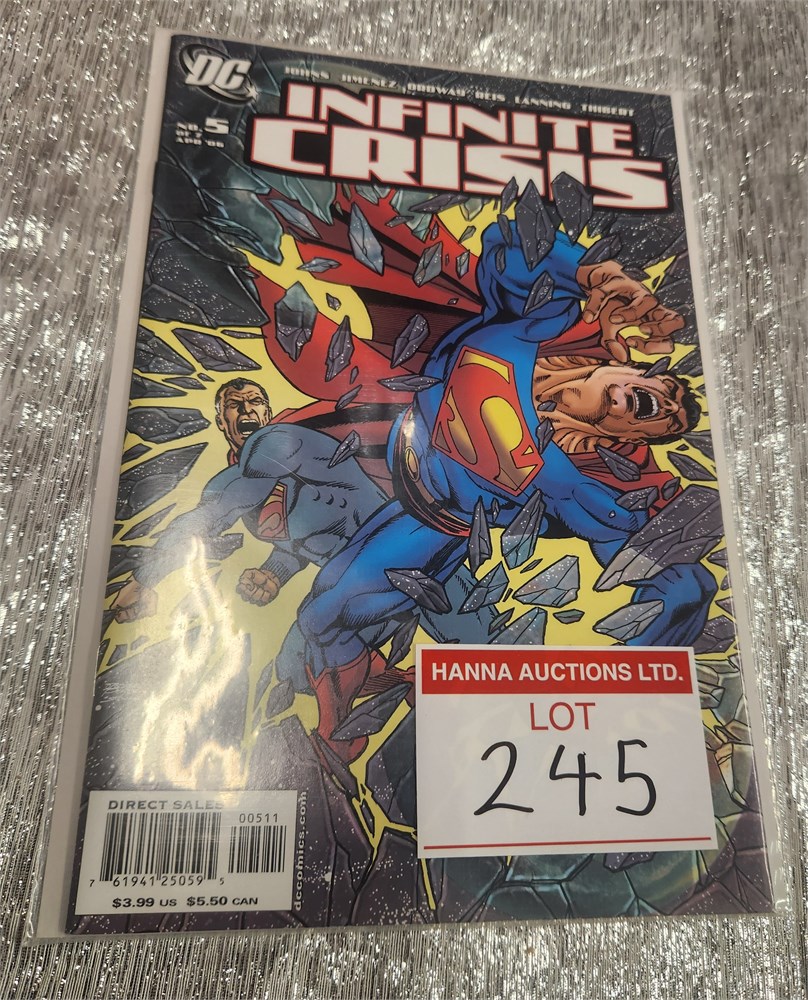 DC
JOHNS JIMENEZ ORDWAY REIS LANNING THIBERT
INFINITE
CRISIS
NO. 5
OF 7
APR '06
S
HANNA AUCTIONS LTD.
LOT
245
DIRECT SALES
00511
7 61941 25059 5
$3.99 US $5.50 CAN
dccomics.com